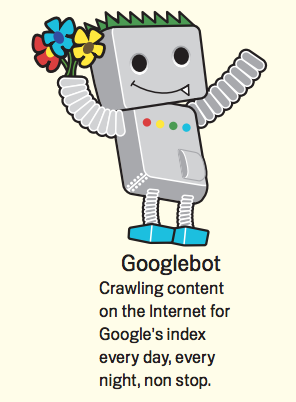 Googlebot
Crawling content
on the Internet for
Google's index
every day, every
night, non stop.